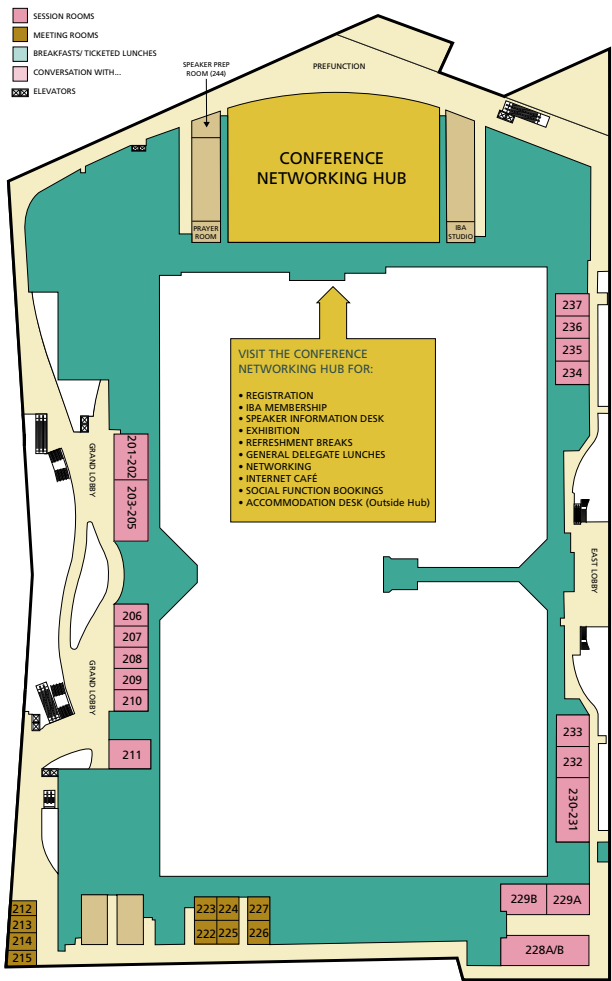 SESSION ROOMS
MEETING ROOMS
BREAKFASTS/ TICKETED LUNCHES
CONVERSATION WITH...
ELEVATORS
SPEAKER PREP
ROOM (244)
PREFUNCTION
CONFERENCE
NETWORKING HUB
PRAYER
ROOM
IBA
STUDIO
VISIT THE CONFERENCE
NETWORKING HUB FOR:
• REGISTRATION
• IBA MEMBERSHIP
• SPEAKER INFORMATION DESK
• EXHIBITION
• REFRESHMENT BREAKS
• GENERAL DELEGATE LUNCHES
• NETWORKING
• INTERNET CAFÉ
• SOCIAL FUNCTION BOOKINGS
• ACCOMMODATION DESK (Outside Hub)
237
236
235
234
GRAND LOBBY
201-202
203-205
EAST LOBBY
206
207
208
209
210
GRAND LOBBY
211
233
232
230-231
229B
229A
228A/B
212
213
214
215
223
224
227
222
225
226